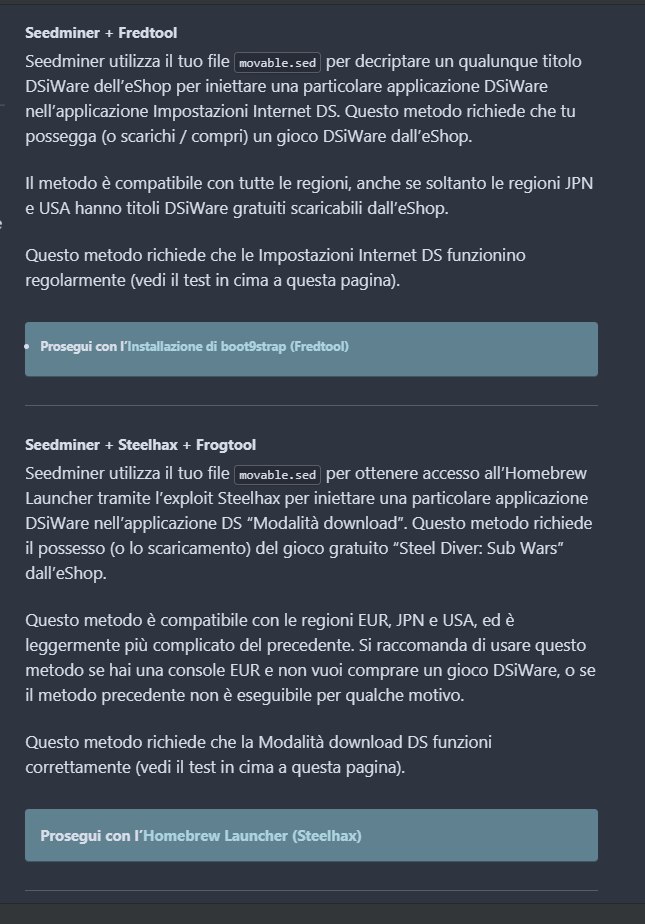 Seedminer + Fredtool
Seedminer utilizza il tuo file movable.sed per decriptare un qualunque titolo
DSiWare dell’eShop per iniettare una particolare applicazione DSiWare
nell’applicazione Impostazioni Internet DS. Questo metodo richiede che tu
possegga (o scarichi / compri) un gioco DSiWare dall’eShop.
Il metodo è compatibile con tutte le regioni, anche se soltanto le regioni JPN
e USA hanno titoli DSiWare gratuiti scaricabili dall’eShop.
Questo metodo richiede che le Impostazioni Internet DS funzionino
regolarmente (vedi il test in cima a questa pagina).
• Prosegui con l’Installazione di boot9strap (Fredtool)
Seedminer + Steelhax + Frogtool
Seedminer utilizza il tuo file movable.sed per ottenere accesso all’Homebrew
Launcher tramite l’exploit Steelhax per iniettare una particolare applicazione
DSiWare nell’applicazione DS “Modalità download”. Questo metodo richiede
il possesso (o lo scaricamento) del gioco gratuito “Steel Diver: Sub Wars”
dall’eShop.
Questo metodo è compatibile con le regioni EUR, JPN e USA, ed è
leggermente più complicato del precedente. Si raccomanda di usare questo
metodo se hai una console EUR e non vuoi comprare un gioco DSiWare, o se
il metodo precedente non è eseguibile per qualche motivo.
Questo metodo richiede che la Modalità download DS funzioni
correttamente (vedi il test in cima a questa pagina).
Prosegui con l’Homebrew Launcher (Steelhax)